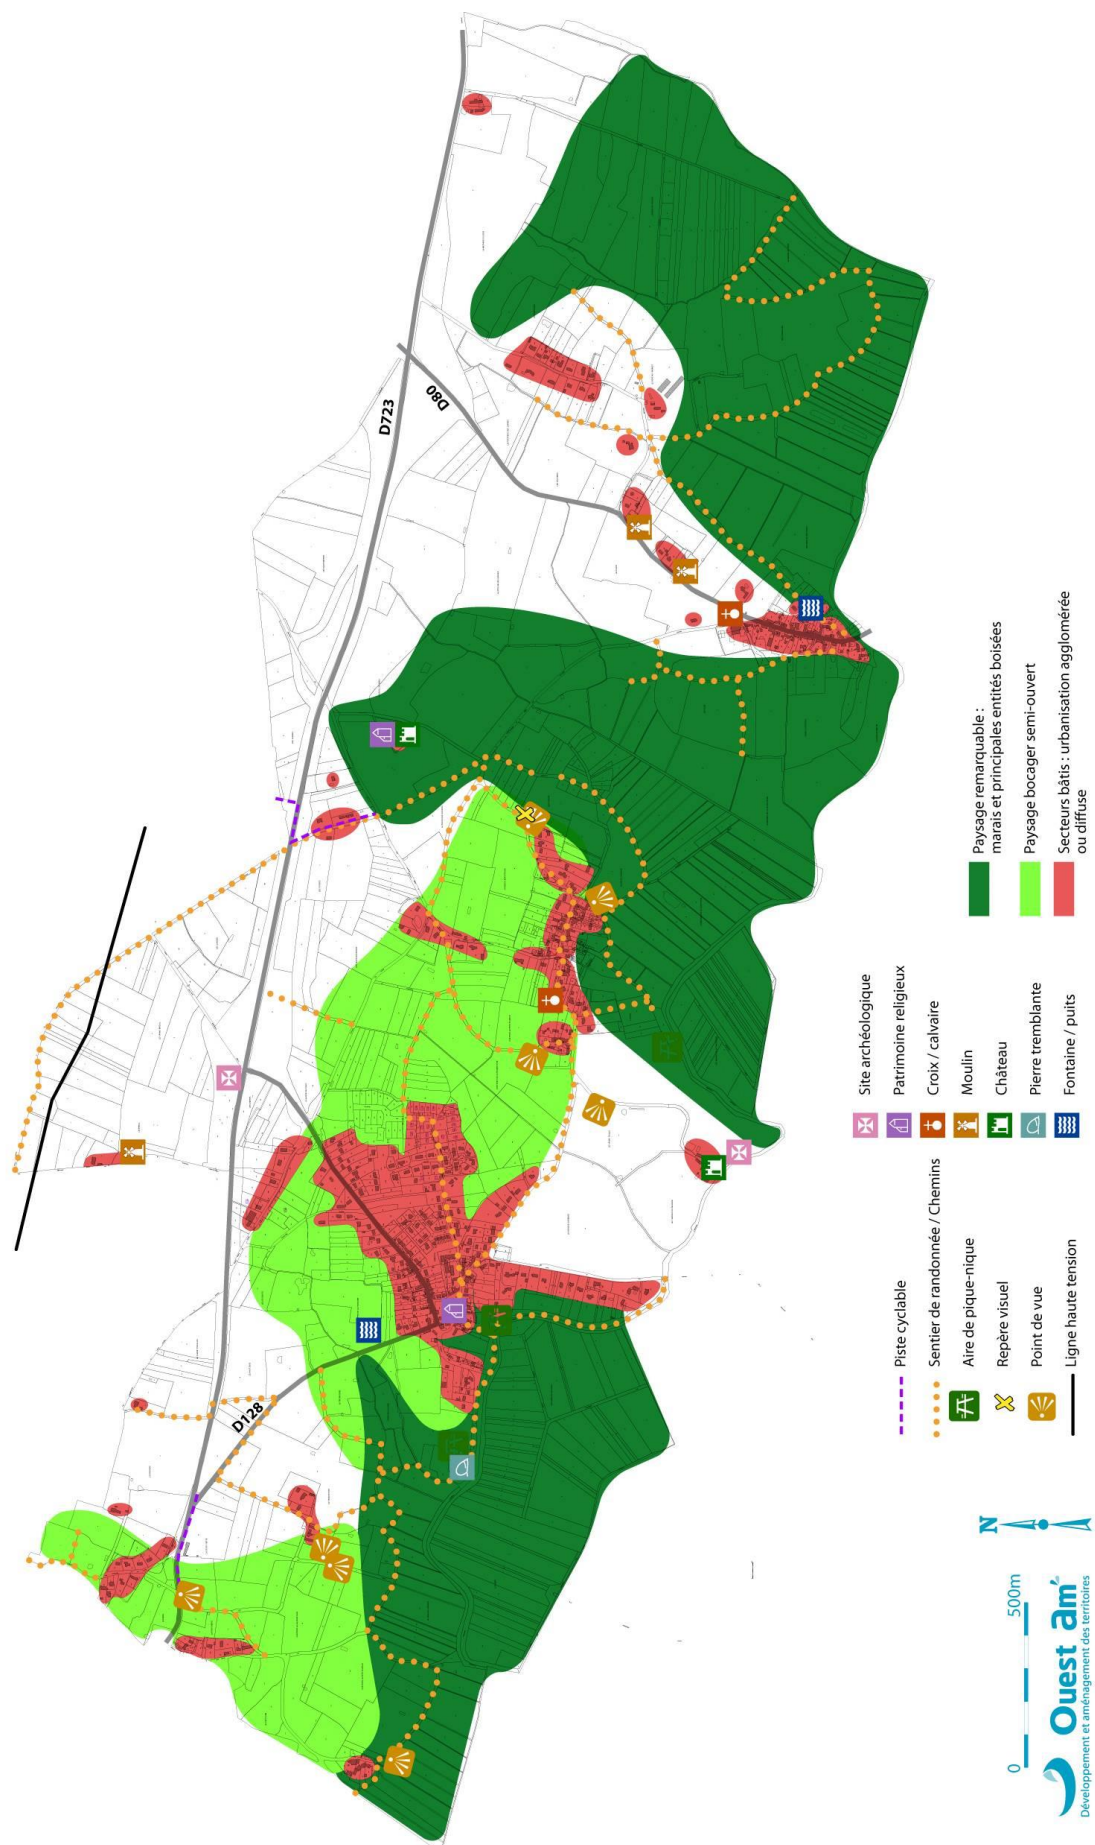 D723
D80
D128
Piste cyclable
Sentier de randonnée / Chemins
Aire de pique-nique
Repère visuel
Point de vue
Ligne haute tension
Site archéologique
Patrimoine religieux
Croix / calvaire
Moulin
Château
Pierre tremblante
Fontaine / puits
Paysage remarquable :
marais et principales entités boisées
Paysage bocager semi-ouvert
Secteurs bâtis : urbanisation agglomérée
ou diffuse
N
0 500m
Ouest am'
Développement et aménagement des territoires